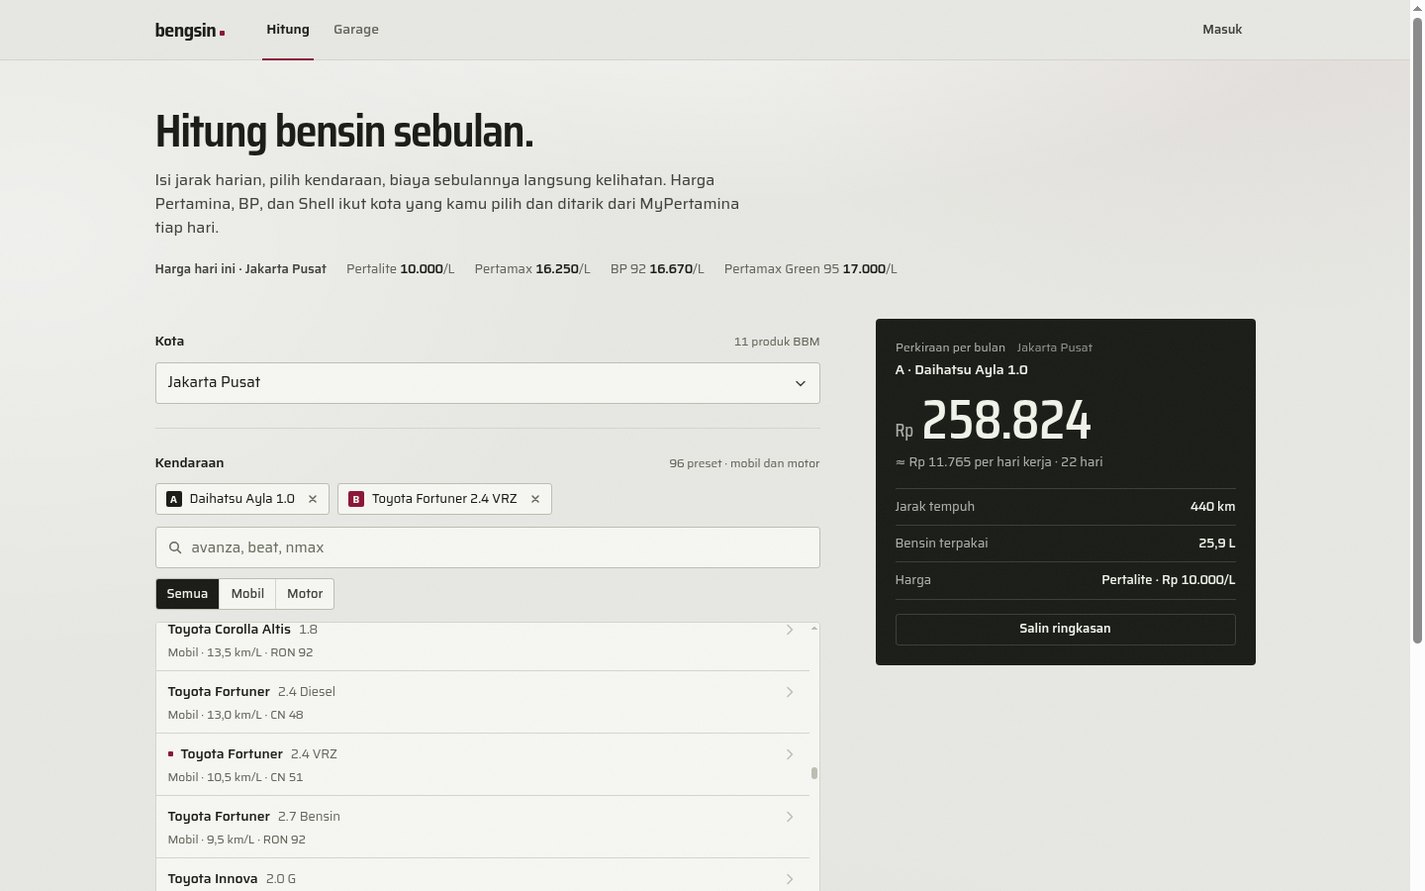 bengsin
Hitung
Garage
Masuk
Hitung bensin sebulan.
Isi jarak harian, pilih kendaraan, biaya sebulannya langsung kelihatan. Harga
Pertamina, BP, dan Shell ikut kota yang kamu pilih dan ditarik dari MyPertamina
tiap hari.
Harga hari ini · Jakarta Pusat Pertalite 10.000/L Pertamax 16.250/L BP 92 16.670/L Pertamax Green 95 17.000/L
Kota
11 produk BBM
Jakarta Pusat
Kendaraan
96 preset · mobil dan motor
A Daihatsu Ayla 1.0 ×
B Toyota Fortuner 2.4 VRZ ×
avanza, beat, nmax
Semua
Mobil
Motor
Toyota Corolla Altis 1.8
Mobil · 13,5 km/L · RON 92
Toyota Fortuner 2.4 Diesel
Mobil · 13,0 km/L · CN 48
Toyota Fortuner 2.4 VRZ
Mobil · 10,5 km/L · CN 51
Toyota Fortuner 2.7 Bensin
Mobil · 9,5 km/L · RON 92
Toyota Innova 2.0 G
Perkiraan per bulan Jakarta Pusat
A · Daihatsu Ayla 1.0
Rp 258.824
≈ Rp 11.765 per hari kerja · 22 hari
Jarak tempuh 440 km
Bensin terpakai 25,9 L
Harga Pertalite · Rp 10.000/L
Salin ringkasan